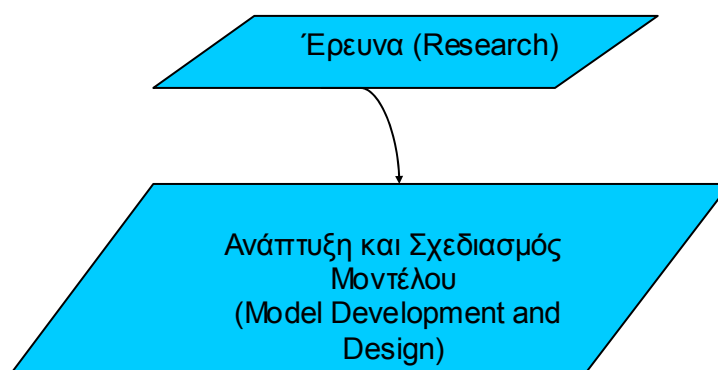 Έρευνα (Research)
Ανάπτυξη και Σχεδιασμός
Μοντέλου
(Model Development and
Design)